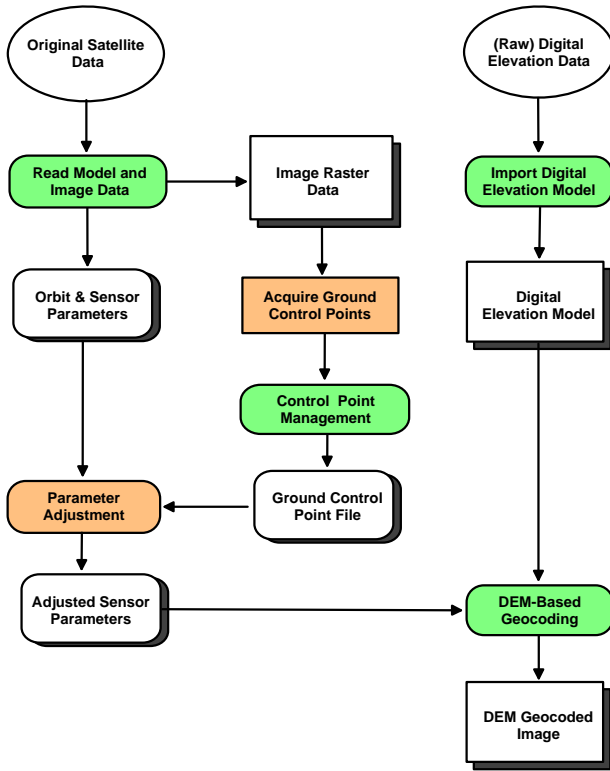 Original Satellite
Data
(Raw) Digital
Elevation Data
Read Model and
Image Data
Image Raster
Data
Import Digital
Elevation Model
Orbit & Sensor
Parameters
Acquire Ground
Control Points
Digital
Elevation Model
Control Point
Management
Parameter
Adjustment
Ground Control
Point File
Adjusted Sensor
Parameters
DEM-Based
Geocoding
DEM Geocoded
Image